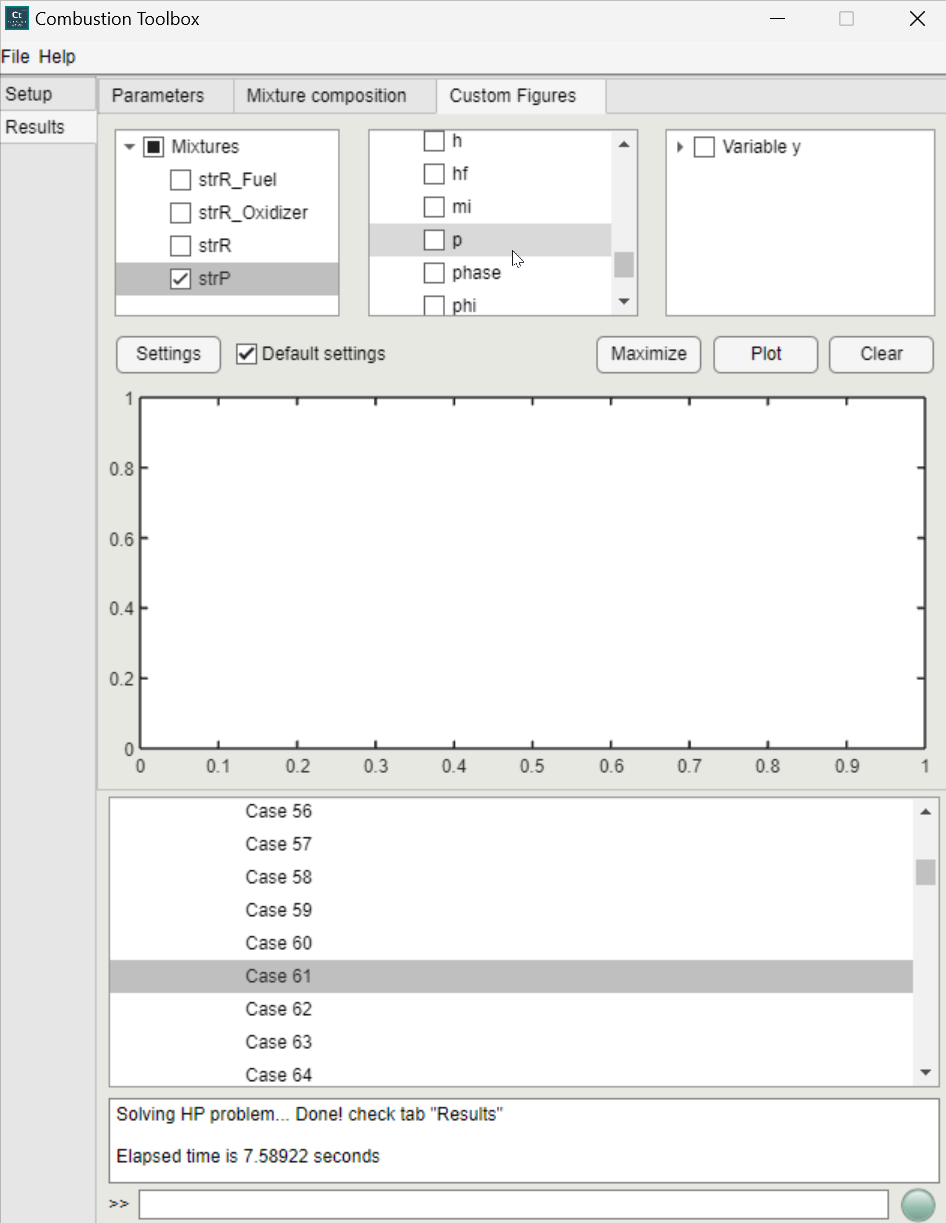 Ct Combustion Toolbox
File Help
Setup
Results
Parameters Mixture composition Custom Figures
Mixtures
strR_Fuel
strR_Oxidizer
strR
strP
h
hf
mi
p
phase
phi
Variable y
Settings Default settings Maximize Plot Clear
1
0.8
0.6
0.4
0.2
0
0 0.1 0.2 0.3 0.4 0.5 0.6 0.7 0.8 0.9 1
Case 56
Case 57
Case 58
Case 59
Case 60
Case 61
Case 62
Case 63
Case 64
Solving HP problem... Done! check tab "Results"
Elapsed time is 7.58922 seconds
>>